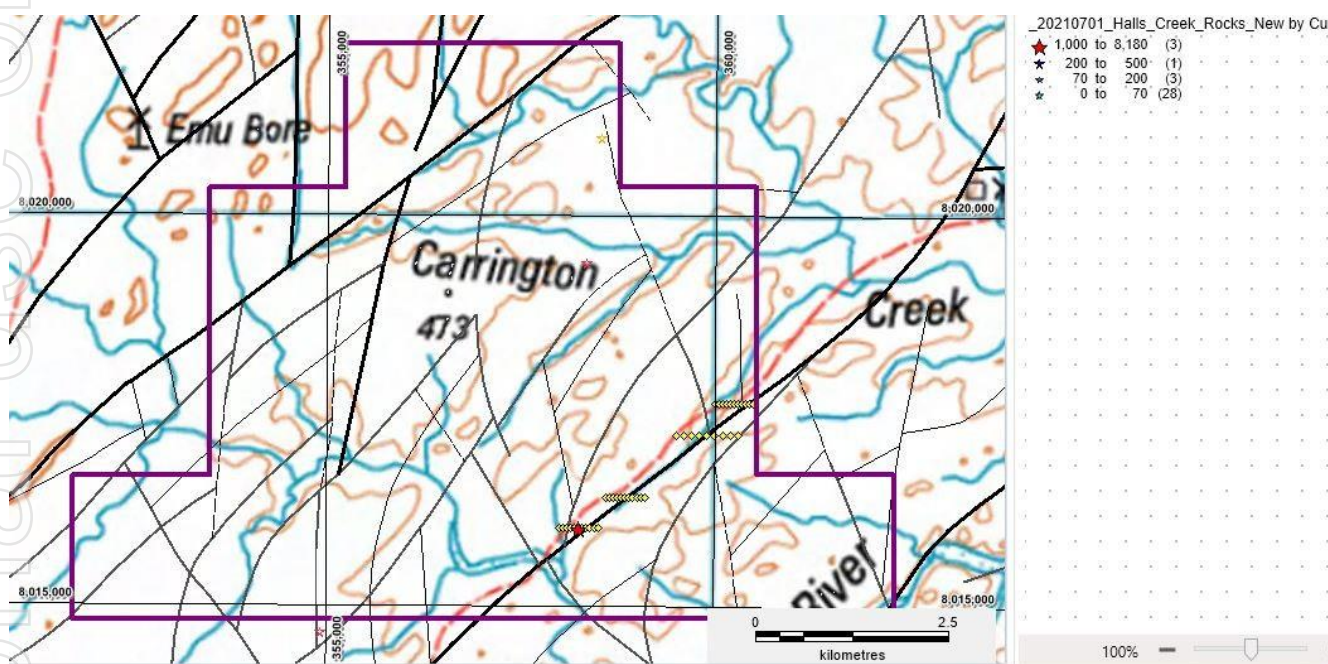 _20210701_Halls_Creek_Rocks_New by Cu
1,000 to 8,180 (3)
200 to 500 (1)
70 to 200 (3)
0 to 70 (28)
355,000
360,000
Emu Bore
8,020,000
8,020,000
Carrington
473
Creek
River
8,015,000
8,015,000
355,000
0 2.5
kilometres
100%